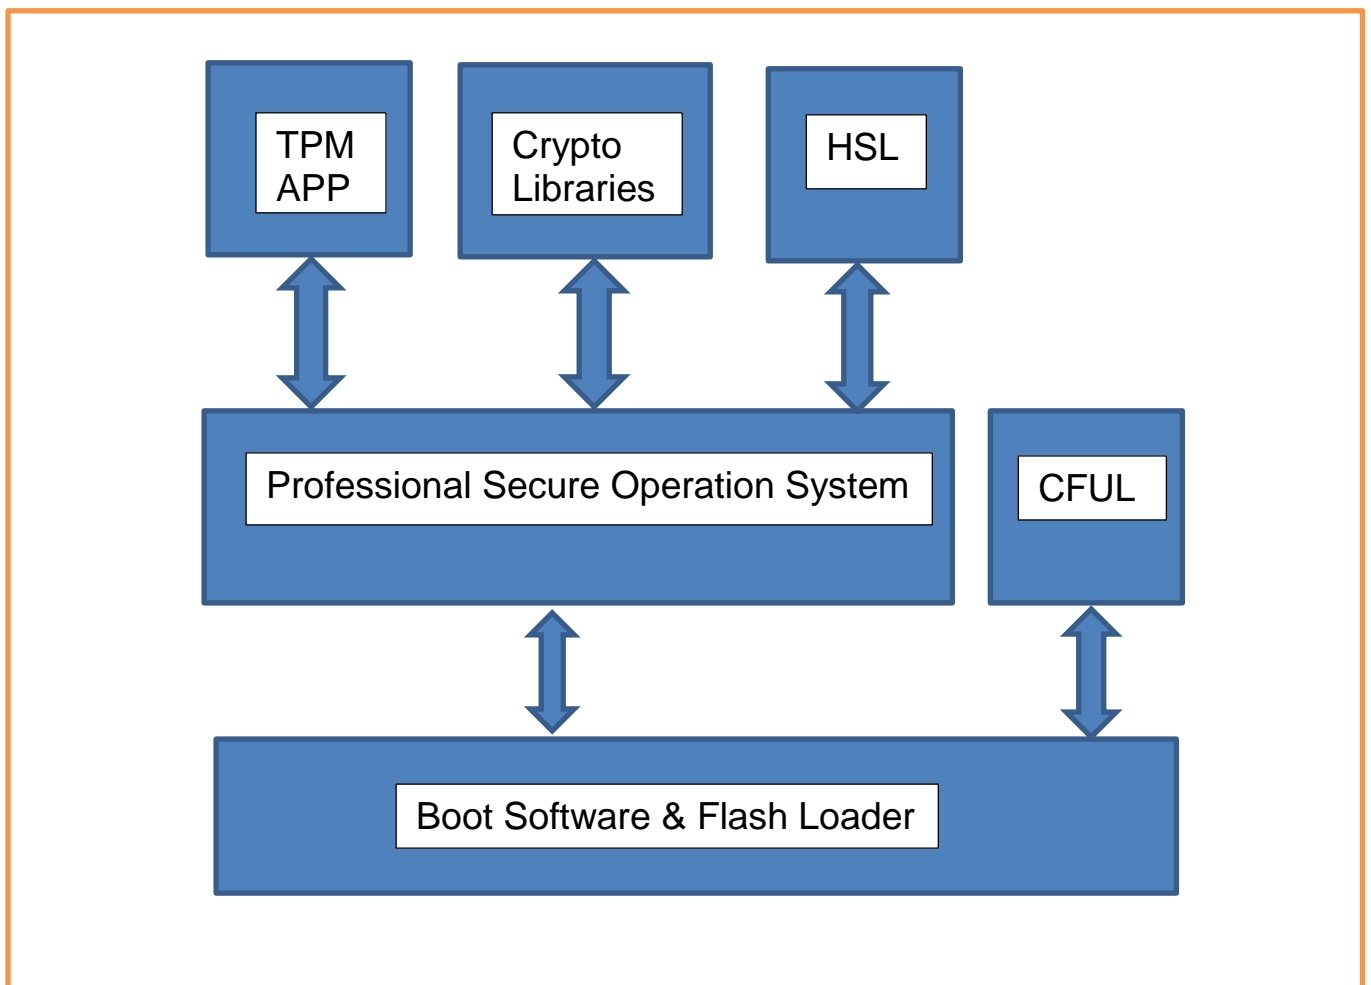 TPM
APP
Crypto
Libraries
HSL
Professional Secure Operation System
CFUL
Boot Software & Flash Loader